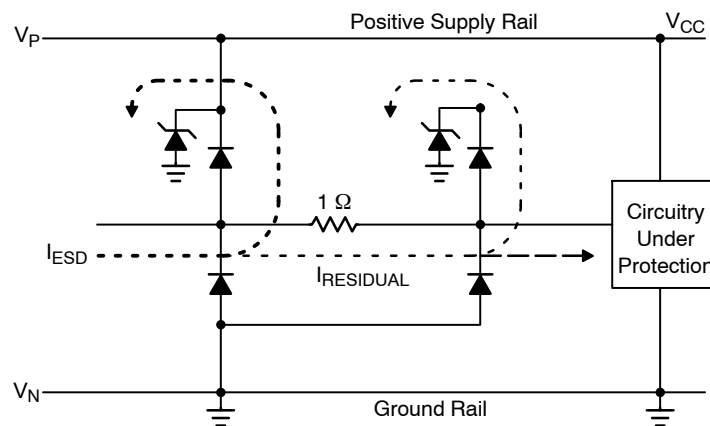 Positive Supply Rail
V_P
V_CC
1 Ω
I_ESD
I_RESIDUAL
Circuitry
Under
Protection
V_N
Ground Rail